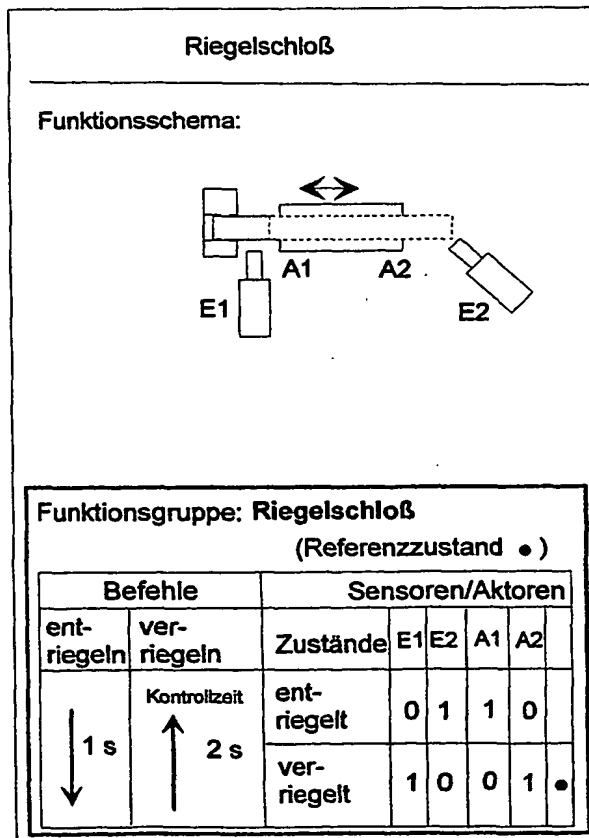 Riegelschloß
Funktionsschema:
A1 A2
E1 E2
Funktionsgruppe: Riegelschloß
(Referenzzustand • )
Befehle Sensoren/Aktoren
ent-
riegeln
ver-
riegeln
Zustände E1 E2 A1 A2
Kontrollzeit
1 s 2 s
ent-
riegelt 0 1 1 0
ver-
riegelt 1 0 0 1 •